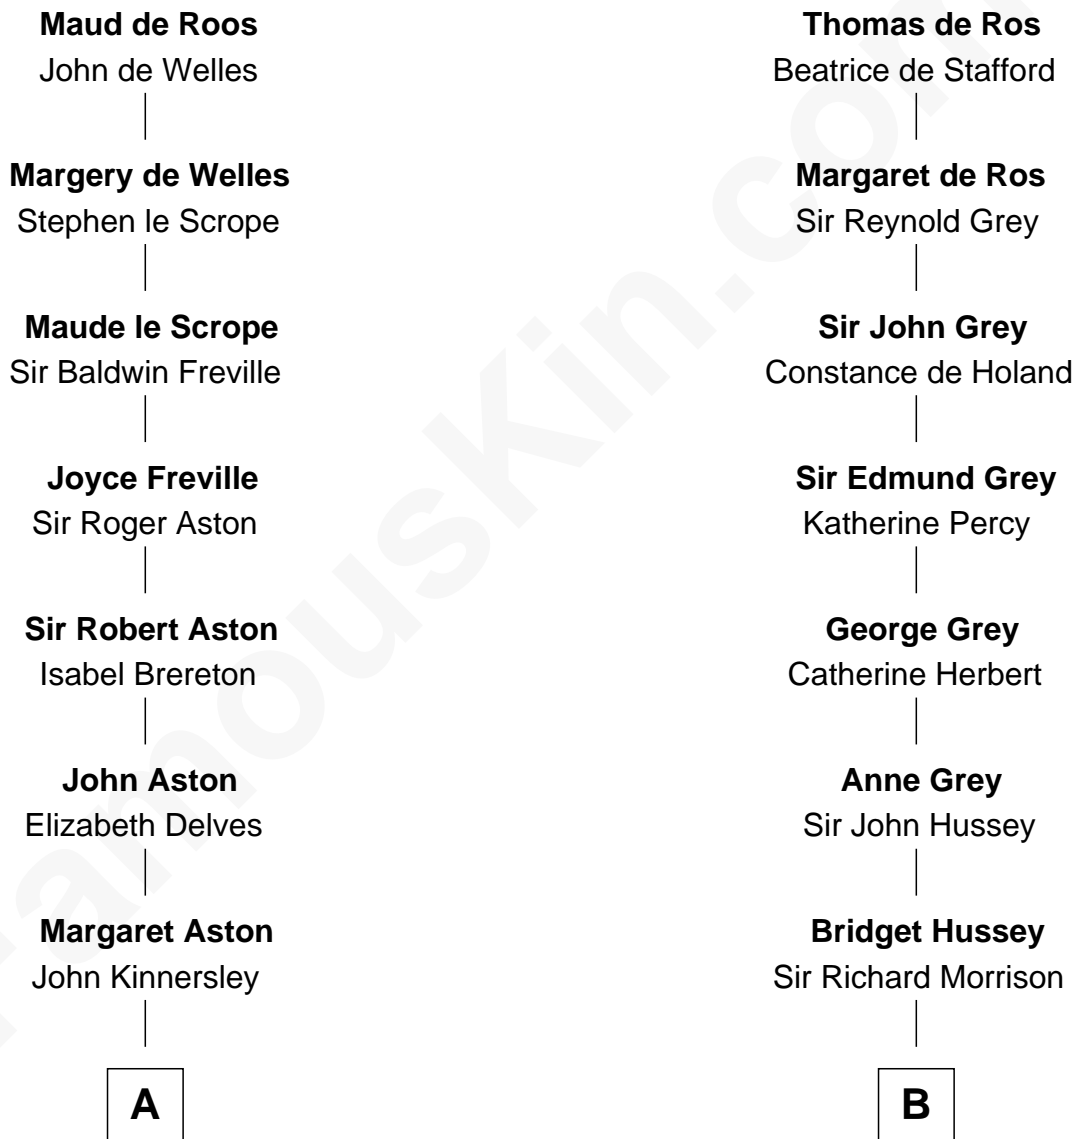 Maud de Roos
John de Welles
Margery de Welles
Stephen le Scrope
Maude le Scrope
Sir Baldwin Freville
Joyce Freville
Sir Roger Aston
Sir Robert Aston
Isabel Brereton
John Aston
Elizabeth Delves
Margaret Aston
John Kinnersley
A
Thomas de Ros
Beatrice de Stafford
Margaret de Ros
Sir Reynold Grey
Sir John Grey
Constance de Holand
Sir Edmund Grey
Katherine Percy
George Grey
Catherine Herbert
Anne Grey
Sir John Hussey
Bridget Hussey
Sir Richard Morrison
B
FamousKin.com